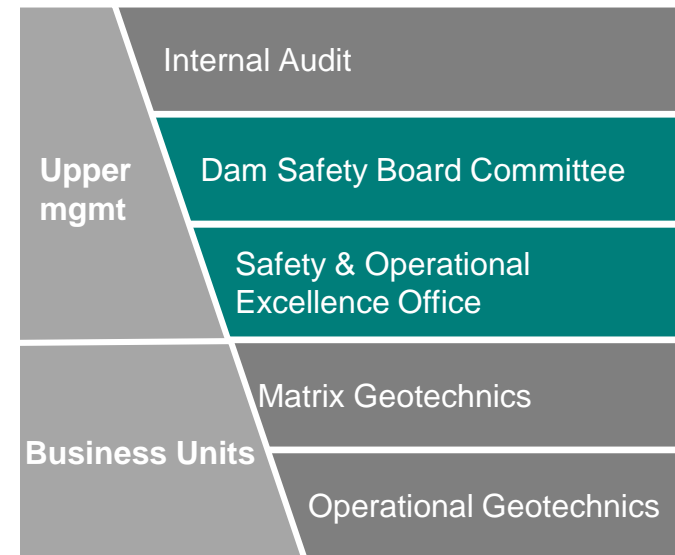 Internal Audit
Upper
mgmt
Dam Safety Board Committee
Safety & Operational
Excellence Office
Business Units
Matrix Geotechnics
Operational Geotechnics